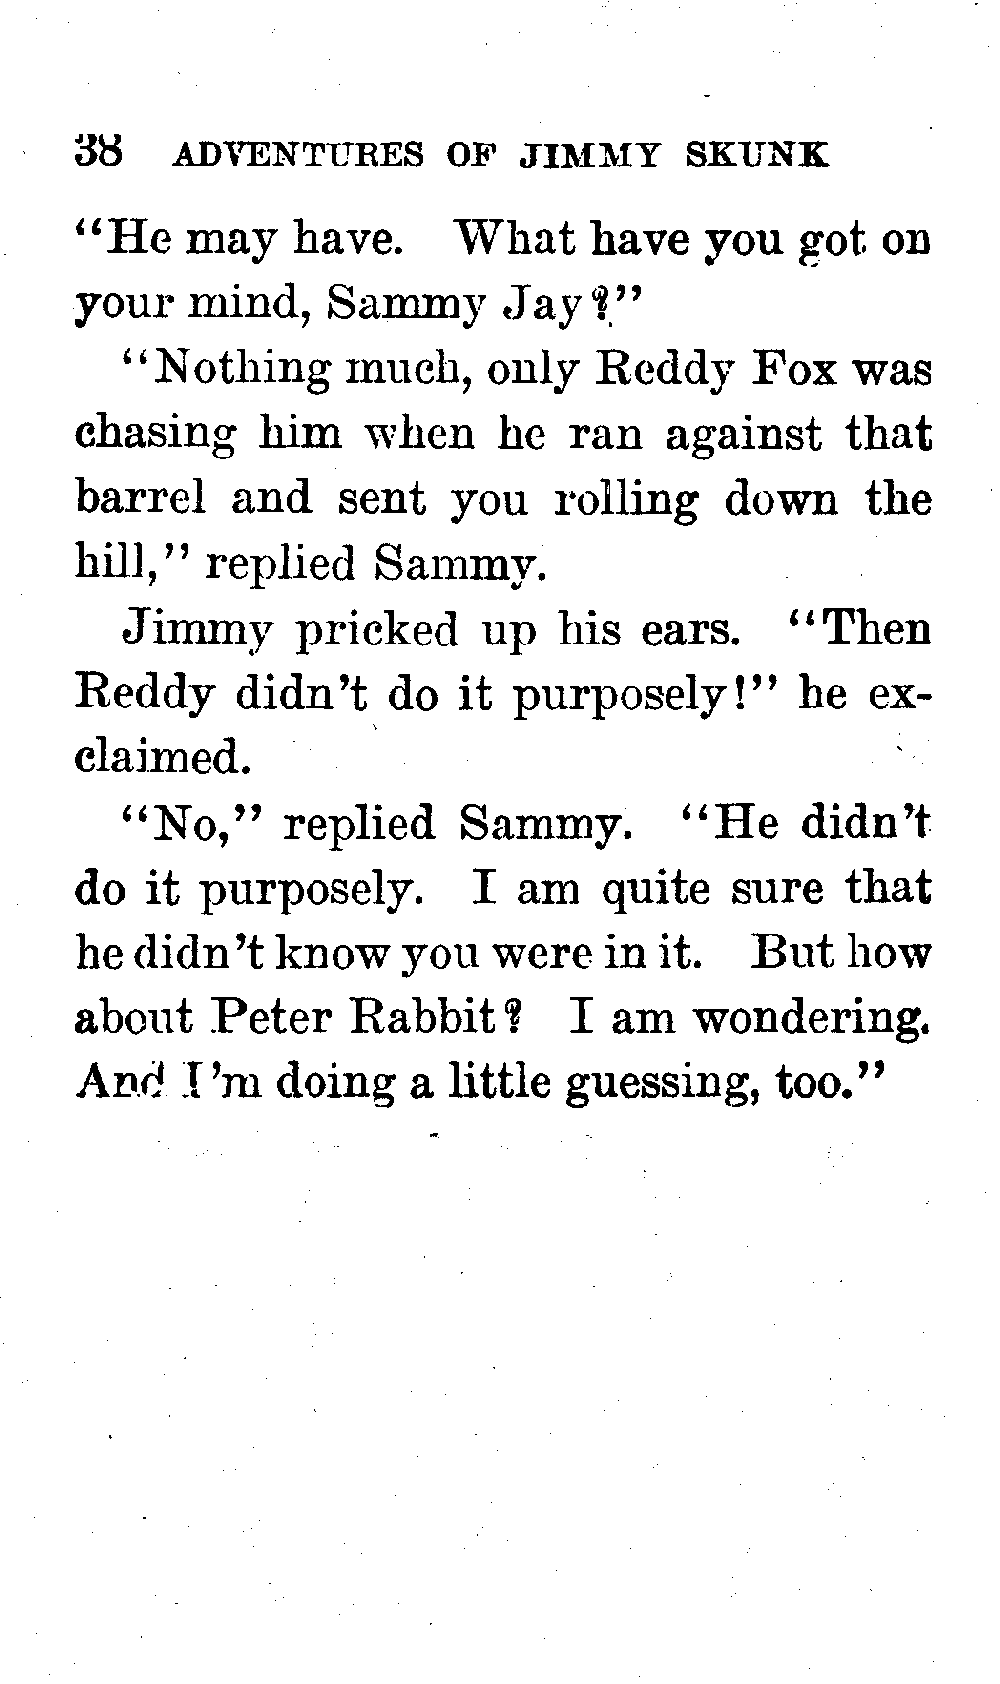 38 ADVENTURES OF JIMMY SKUNK
“He may have. What have you got on
your mind, Sammy Jay?”
“Nothing much, only Reddy Fox was
chasing him when he ran against that
barrel and sent you rolling down the
hill,” replied Sammy.
Jimmy pricked up his ears. “Then
Reddy didn’t do it purposely!” he ex-
claimed.
“No,” replied Sammy. “He didn’t
do it purposely. I am quite sure that
he didn’t know you were in it. But how
about Peter Rabbit? I am wondering.
And I’m doing a little guessing, too.”